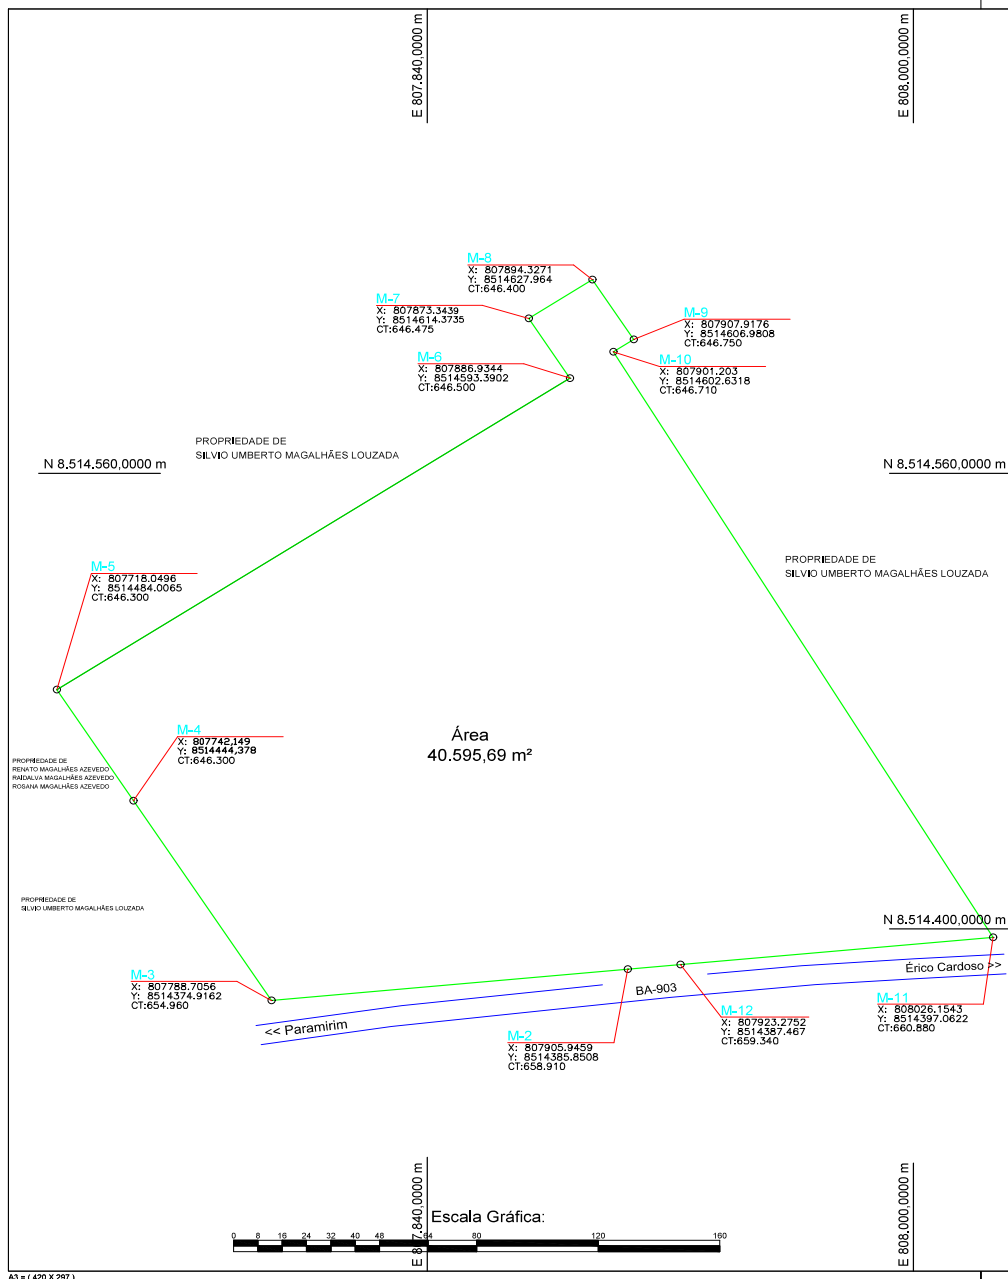 E 807.840,0000 m
E 808.000,0000 m
M-8
X: 807894.3271
Y: 8514627.964
CT:646.400
M-7
X: 807873.3439
Y: 8514614.3735
CT:646.475
M-9
X: 807907.9176
Y: 8514606.9808
CT:646.750
M-6
X: 807886.9344
Y: 8514593.3902
CT:646.500
M-10
X: 807901.203
Y: 8514602.6318
CT:646.710
PROPRIEDADE DE
SILVIO UMBERTO MAGALHÃES LOUZADA
N 8.514.560,0000 m
N 8.514.560,0000 m
PROPRIEDADE DE
SILVIO UMBERTO MAGALHÃES LOUZADA
M-5
X: 807718.0496
Y: 8514484.0065
CT:646.300
M-4
X: 807742,149
Y: 8514444,378
CT:646.300
Área
40.595,69 m²
PROPRIEDADE DE
RENATO MAGALHÃES AZEVEDO
RAIDALVA MAGALHÃES AZEVEDO
ROSANA MAGALHÃES AZEVEDO
PROPRIEDADE DE
SILVIO UMBERTO MAGALHÃES LOUZADA
N 8.514.400,0000 m
M-3
X: 807788.7056
Y: 8514374.9162
CT:654.960
Érico Cardoso >>
BA-903
<< Paramirim
M-11
X: 808026.1543
Y: 8514397.0622
CT:660.880
M-12
X: 807923.2752
Y: 8514387.467
CT:659.340
M-2
X: 807905.9459
Y: 8514385.8508
CT:658.910
E 807.840,0000 m
E 808.000,0000 m
Escala Gráfica:
0 8 16 24 32 40 48 64 80 120 160
A3 = ( 420 X 297 )